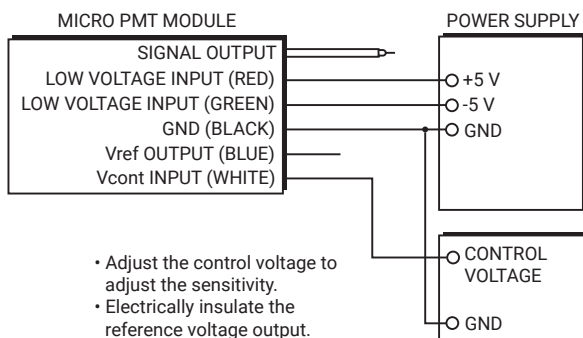 MICRO PMT MODULE
SIGNAL OUTPUT
LOW VOLTAGE INPUT (RED)
LOW VOLTAGE INPUT (GREEN)
GND (BLACK)
Vref OUTPUT (BLUE)
Vcont INPUT (WHITE)
POWER SUPPLY
+5 V
-5 V
GND
CONTROL
VOLTAGE
GND
• Adjust the control voltage to
adjust the sensitivity.
• Electrically insulate the
reference voltage output.